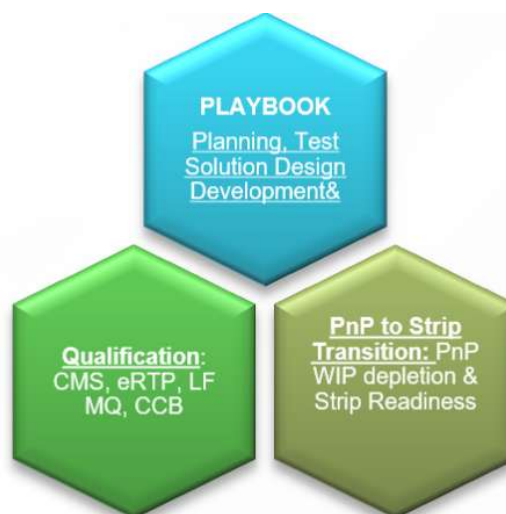 PLAYBOOK
Planning, Test
Solution Design
Development&
Qualification:
CMS, eRTP, LF
MQ, CCB
PnP to Strip
Transition: PnP
WIP depletion &
Strip Readiness